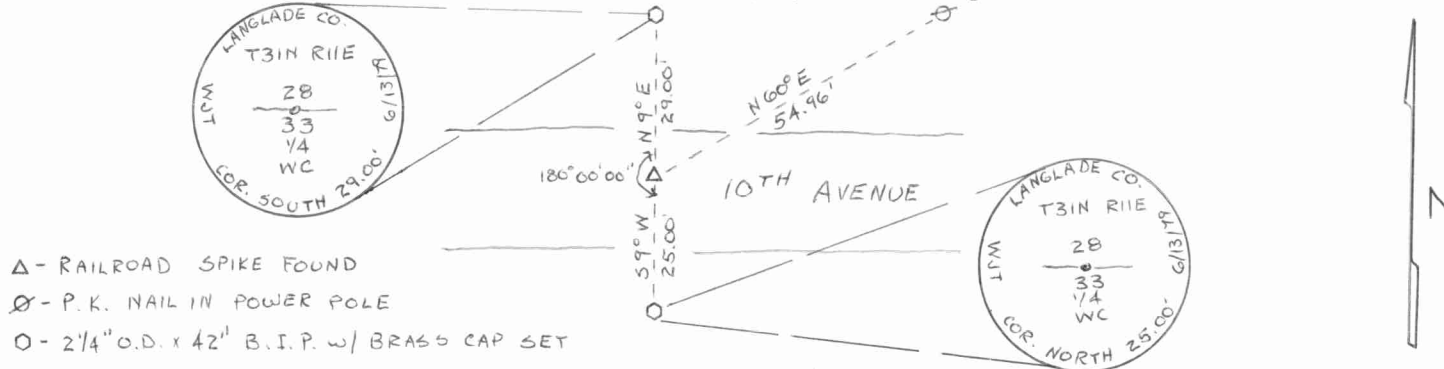 LANGLADE CO.
T31N R11E
6/13/79
WJT
28
33
1/4
WC
COR. SOUTH 29.00'
N 9° E
29.00'
N 60° E
54.96'
180°00'00"
10TH AVENUE
S 9° W
25.00'
LANGLADE CO.
T31N R11E
6/13/79
WJT
28
33
1/4
WC
COR. NORTH 25.00'
N
△ - RAILROAD SPIKE FOUND
Ø - P.K. NAIL IN POWER POLE
O - 2 1/4" O.D. x 42" B.I.P. w/ BRASS CAP SET